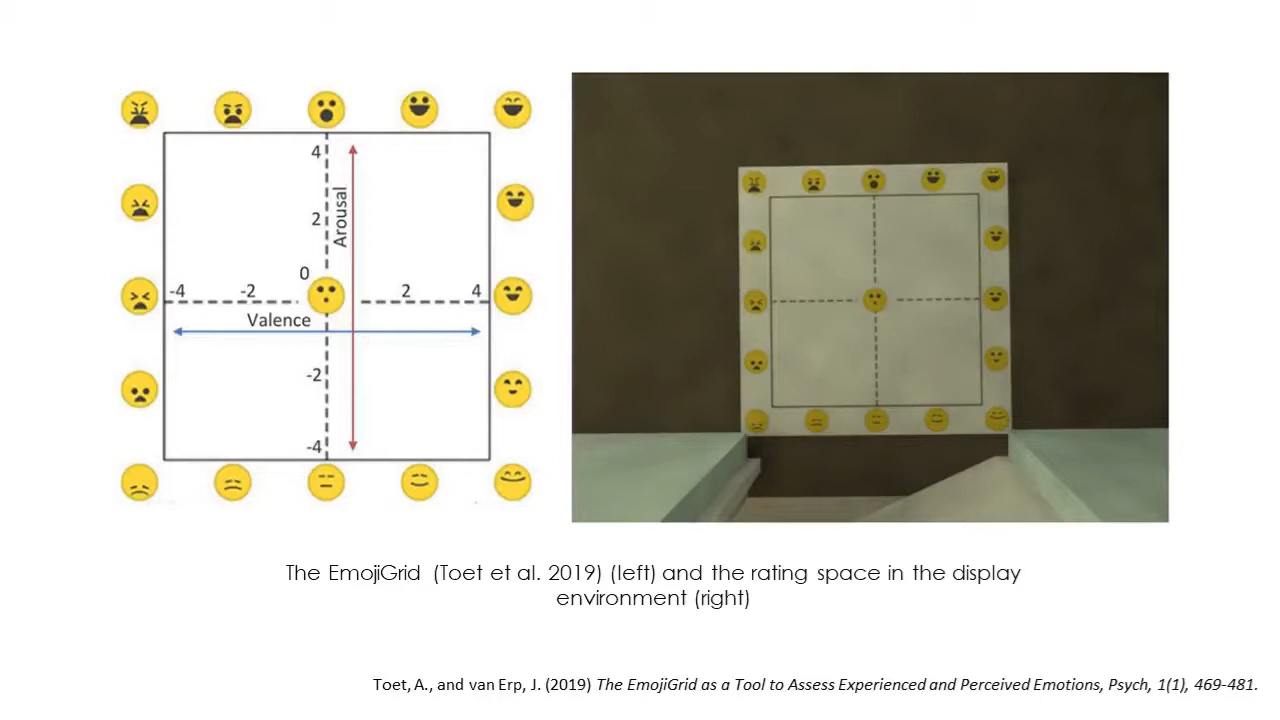 4
Arousal
2
0
-4 -2 2 4
Valence
-2
-4
The EmojiGrid (Toet et al. 2019) (left) and the rating space in the display
environment (right)
Toet, A., and van Erp, J. (2019) The EmojiGrid as a Tool to Assess Experienced and Perceived Emotions, Psych, 1(1), 469-481.